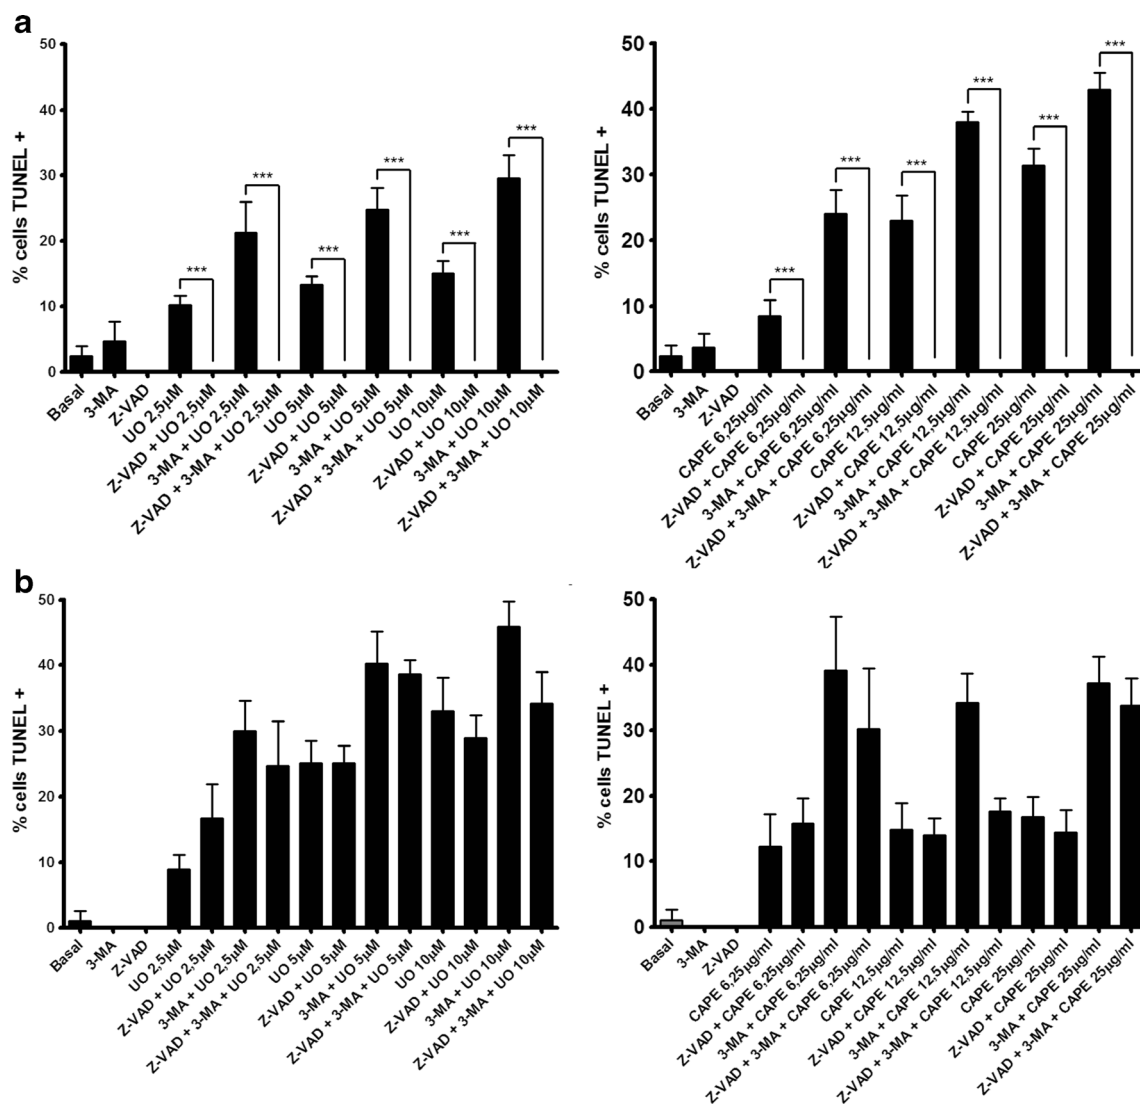 a
% cells TUNEL +
50
40
30
20
10
0
***
***
***
***
***
***
Basal
3-MA
Z-VAD
UO 2,5µM
Z-VAD + UO 2,5µM
3-MA + UO 2,5µM
Z-VAD + 3-MA + UO 2,5µM
UO 5µM
Z-VAD + UO 5µM
3-MA + UO 5µM
Z-VAD + 3-MA + UO 5µM
UO 10µM
Z-VAD + UO 10µM
3-MA + UO 10µM
Z-VAD + 3-MA + UO 10µM
% cells TUNEL +
50
40
30
20
10
0
***
***
***
***
***
***
Basal
3-MA
Z-VAD
CAPE 6,25µg/ml
Z-VAD + CAPE 6,25µg/ml
3-MA + CAPE 6,25µg/ml
Z-VAD + 3-MA + CAPE 6,25µg/ml
CAPE 12,5µg/ml
Z-VAD + CAPE 12,5µg/ml
3-MA + CAPE 12,5µg/ml
Z-VAD + 3-MA + CAPE 12,5µg/ml
CAPE 25µg/ml
Z-VAD + CAPE 25µg/ml
3-MA + CAPE 25µg/ml
Z-VAD + 3-MA + CAPE 25µg/ml
b
% cells TUNEL +
50
40
30
20
10
0
Basal
3-MA
Z-VAD
UO 2,5µM
Z-VAD + UO 2,5µM
3-MA + UO 2,5µM
Z-VAD + 3-MA + UO 2,5µM
UO 5µM
Z-VAD + UO 5µM
3-MA + UO 5µM
Z-VAD + 3-MA + UO 5µM
UO 10µM
Z-VAD + UO 10µM
3-MA + UO 10µM
Z-VAD + 3-MA + UO 10µM
% cells TUNEL +
50
40
30
20
10
0
Basal
3-MA
Z-VAD
CAPE 6,25µg/ml
Z-VAD + CAPE 6,25µg/ml
3-MA + CAPE 6,25µg/ml
Z-VAD + 3-MA + CAPE 6,25µg/ml
CAPE 12,5µg/ml
Z-VAD + CAPE 12,5µg/ml
3-MA + CAPE 12,5µg/ml
Z-VAD + 3-MA + CAPE 12,5µg/ml
CAPE 25µg/ml
Z-VAD + CAPE 25µg/ml
3-MA + CAPE 25µg/ml
Z-VAD + 3-MA + CAPE 25µg/ml